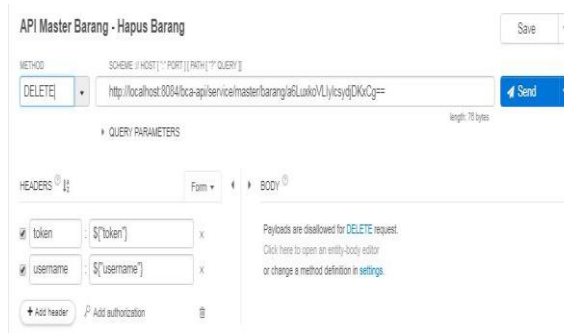 API Master Barang - Hapus Barang
Save
METHOD
SCHEME :// HOST [ ":" PORT ] [ PATH [ "?" QUERY ]]
DELETE
http://localhost:8084/bca-api/service/master/barang/a6LuxkoVLIylcsydjDKxCg==
Send
length: 76 bytes
QUERY PARAMETERS
HEADERS
Form
BODY
token : ${"token"} x
username : ${"username"} x
Payloads are disallowed for DELETE request.
Click here to open an entity-body editor
or change a method definition in settings.
+ Add header
Add authorization